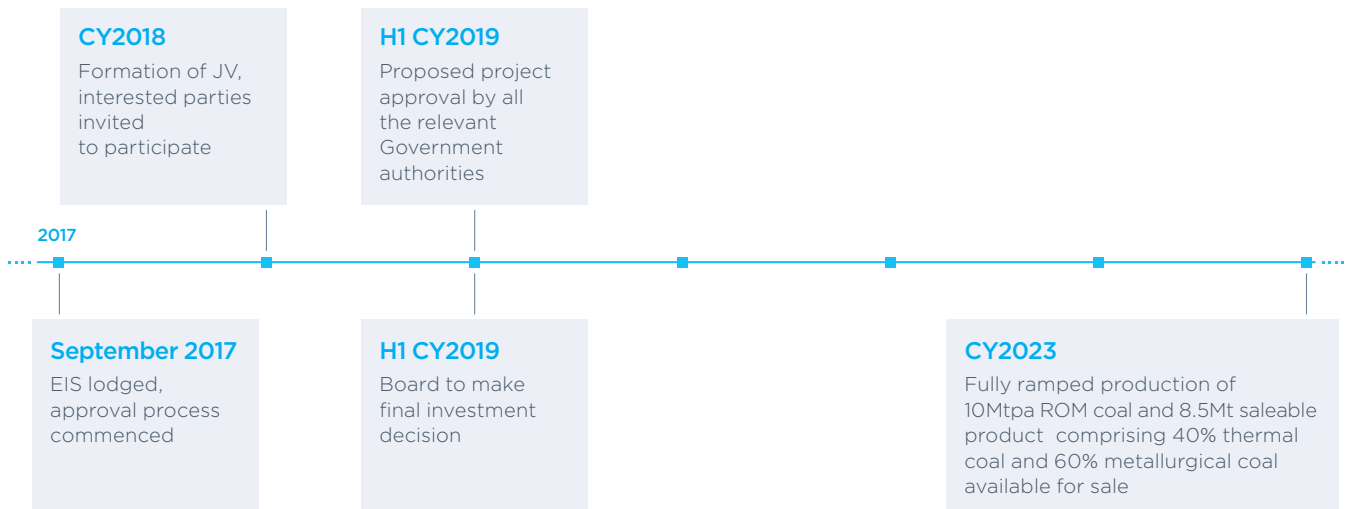 CY2018
Formation of JV,
interested parties
invited
to participate
H1 CY2019
Proposed project
approval by all
the relevant
Government
authorities
2017
September 2017
EIS lodged,
approval process
commenced
H1 CY2019
Board to make
final investment
decision
CY2023
Fully ramped production of
10Mtpa ROM coal and 8.5Mt saleable
product comprising 40% thermal
coal and 60% metallurgical coal
available for sale